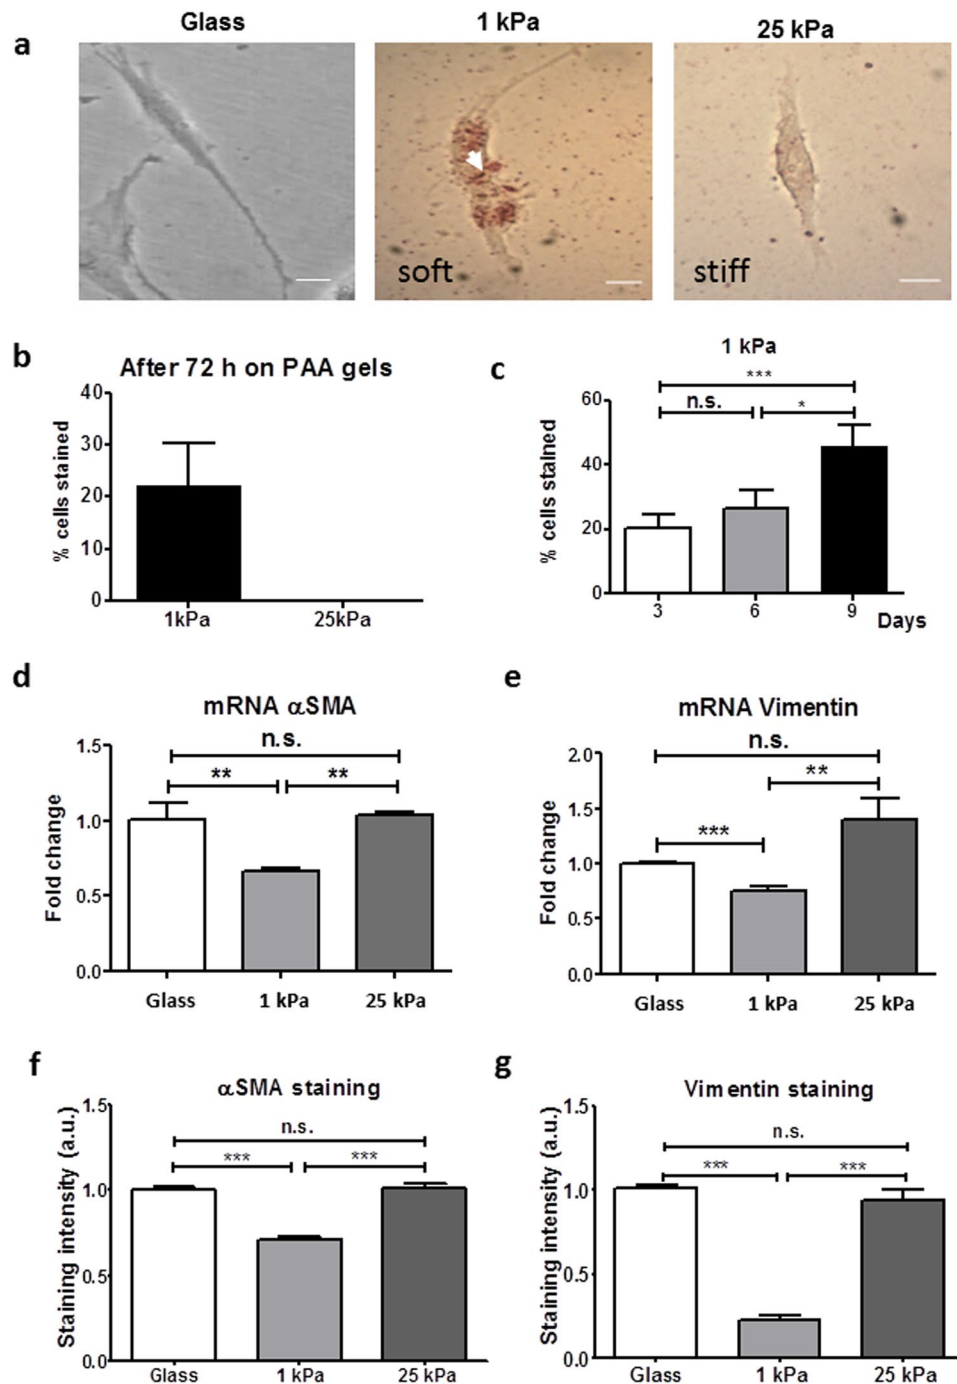 a
Glass
1 kPa
25 kPa
soft
stiff
b
After 72 h on PAA gels
% cells stained
40
30
20
10
0
1kPa
25kPa
c
1 kPa
***
n.s.
*
% cells stained
60
40
20
0
3
6
9
Days
d
mRNA αSMA
n.s.
**
**
Fold change
1.5
1.0
0.5
0.0
Glass
1 kPa
25 kPa
e
mRNA Vimentin
n.s.
**
***
Fold change
2.0
1.5
1.0
0.5
0.0
Glass
1 kPa
25 kPa
f
αSMA staining
n.s.
***
***
Staining intensity (a.u.)
1.5
1.0
0.5
0.0
Glass
1 kPa
25 kPa
g
Vimentin staining
n.s.
***
***
Staining intensity (a.u.)
1.5
1.0
0.5
0.0
Glass
1 kPa
25 kPa